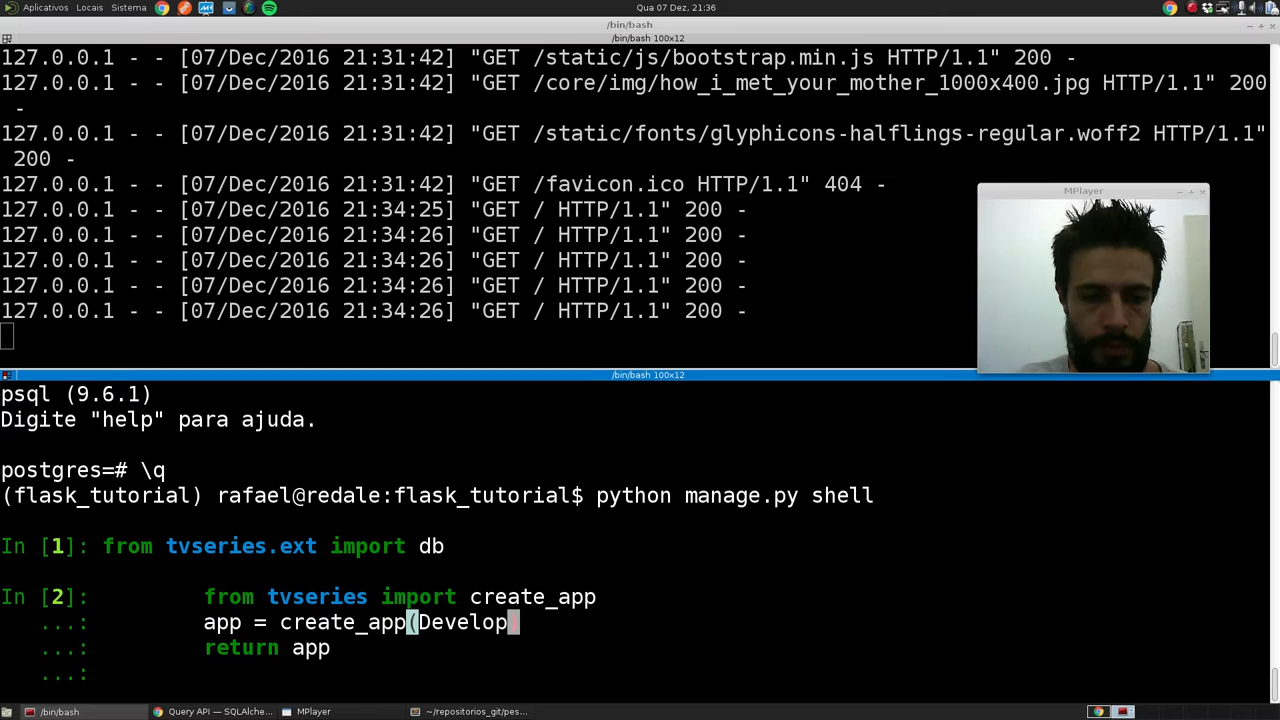 Aplicativos Locais Sistema
Qua 07 Dez, 21:36
/bin/bash
/bin/bash 100x12
127.0.0.1 - - [07/Dec/2016 21:31:42] "GET /static/js/bootstrap.min.js HTTP/1.1" 200 -
127.0.0.1 - - [07/Dec/2016 21:31:42] "GET /core/img/how_i_met_your_mother_1000x400.jpg HTTP/1.1" 200
-
127.0.0.1 - - [07/Dec/2016 21:31:42] "GET /static/fonts/glyphicons-halflings-regular.woff2 HTTP/1.1"
200 -
127.0.0.1 - - [07/Dec/2016 21:31:42] "GET /favicon.ico HTTP/1.1" 404 -
127.0.0.1 - - [07/Dec/2016 21:34:25] "GET / HTTP/1.1" 200 -
127.0.0.1 - - [07/Dec/2016 21:34:26] "GET / HTTP/1.1" 200 -
127.0.0.1 - - [07/Dec/2016 21:34:26] "GET / HTTP/1.1" 200 -
127.0.0.1 - - [07/Dec/2016 21:34:26] "GET / HTTP/1.1" 200 -
127.0.0.1 - - [07/Dec/2016 21:34:26] "GET / HTTP/1.1" 200 -
MPlayer
/bin/bash 100x12
psql (9.6.1)
Digite "help" para ajuda.
postgres=# \q
(flask_tutorial) rafael@redale:flask_tutorial$ python manage.py shell
In [1]: from tvseries.ext import db
In [2]: from tvseries import create_app
...: app = create_app(Develop)
...: return app
...:
/bin/bash
Query API — SQLAlche...
MPlayer
~/repositorios_git/pes...